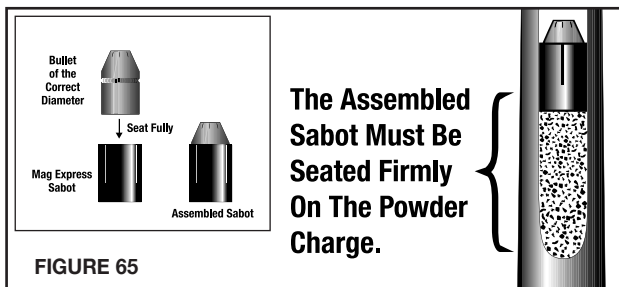 Bullet
of the
Correct
Diameter
Seat Fully
Mag Express
Sabot
Assembled Sabot
FIGURE 65
The Assembled
Sabot Must Be
Seated Firmly
On The Powder
Charge.